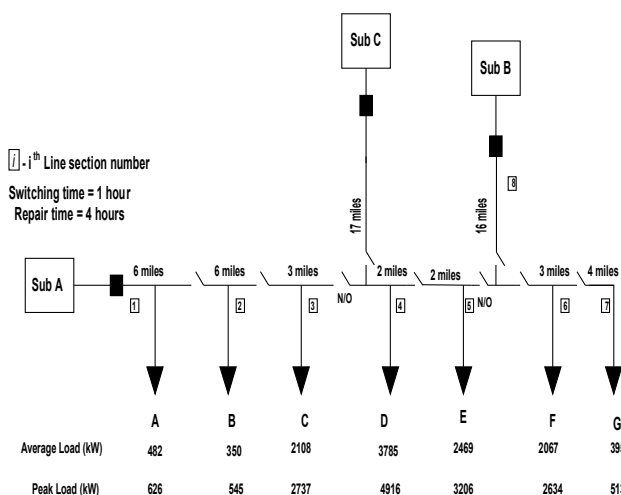 Sub C
Sub B
i - i th Line section number
Switching time = 1 hour
Repair time = 4 hours
17 miles
16 miles
8
Sub A
6 miles
6 miles
3 miles
2 miles
2 miles
3 miles
4 miles
1
2
3
N/O
4
5
N/O
6
7
A B C D E F G
Average Load (kW) 482 350 2108 3785 2469 2067
Peak Load (kW) 626 545 2737 4916 3206 2634